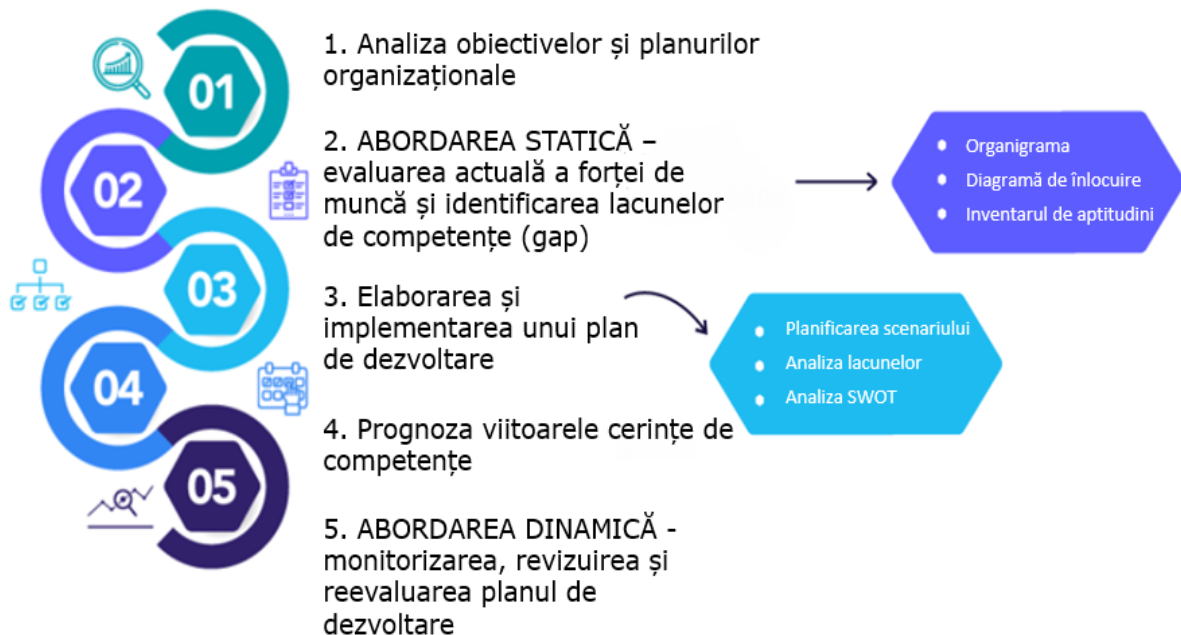 01
1. Analiza obiectivelor și planurilor
organizaționale
02
2. ABORDAREA STATICĂ –
evaluarea actuală a forței de
muncă și identificarea lacunelor
de competențe (gap)
Organigrama
Diagramă de înlocuire
Inventarul de aptitudini
03
3. Elaborarea și
implementarea unui plan
de dezvoltare
Planificarea scenariului
Analiza lacunelor
Analiza SWOT
04
4. Prognoza viitoarele cerințe de
competențe
05
5. ABORDAREA DINAMICĂ -
monitorizarea, revizuirea și
reevaluarea planul de
dezvoltare